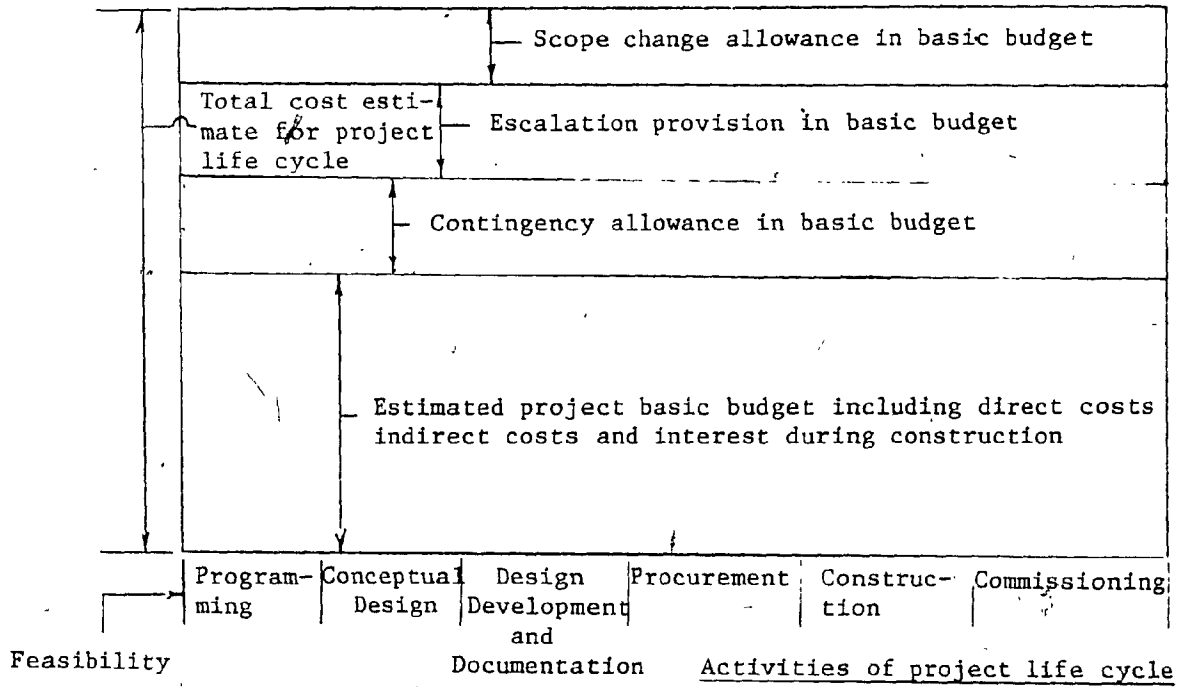 Scope change allowance in basic budget
Total cost esti-
mate for project
life cycle
Escalation provision in basic budget
Contingency allowance in basic budget
Estimated project basic budget including direct costs
indirect costs and interest during construction
Program-
ming
Conceptual
Design
Design
Development
and
Documentation
Procurement
Construc-
tion
Commissioning
Feasibility
Activities of project life cycle